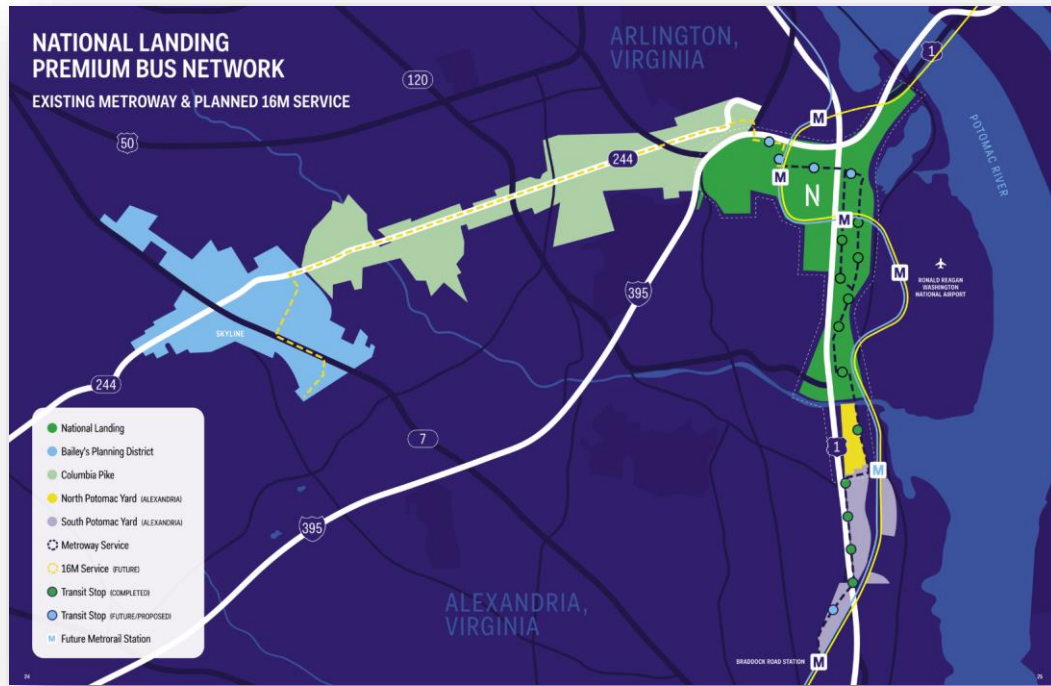 NATIONAL LANDING
PREMIUM BUS NETWORK
EXISTING METROWAY & PLANNED 16M SERVICE
ARLINGTON,
VIRGINIA
120
50
1
POTOMAC RIVER
M
244
M
N
M
M
RONALD REAGAN
WASHINGTON
NATIONAL AIRPORT
395
SKYLINE
244
7
1
M
395
ALEXANDRIA,
VIRGINIA
BRADDOCK ROAD STATION
M
National Landing
Bailey's Planning District
Columbia Pike
North Potomac Yard (ALEXANDRIA)
South Potomac Yard (ALEXANDRIA)
Metroway Service
16M Service (FUTURE)
Transit Stop (COMPLETED)
Transit Stop (FUTURE/PROPOSED)
M Future Metrorail Station
24
25